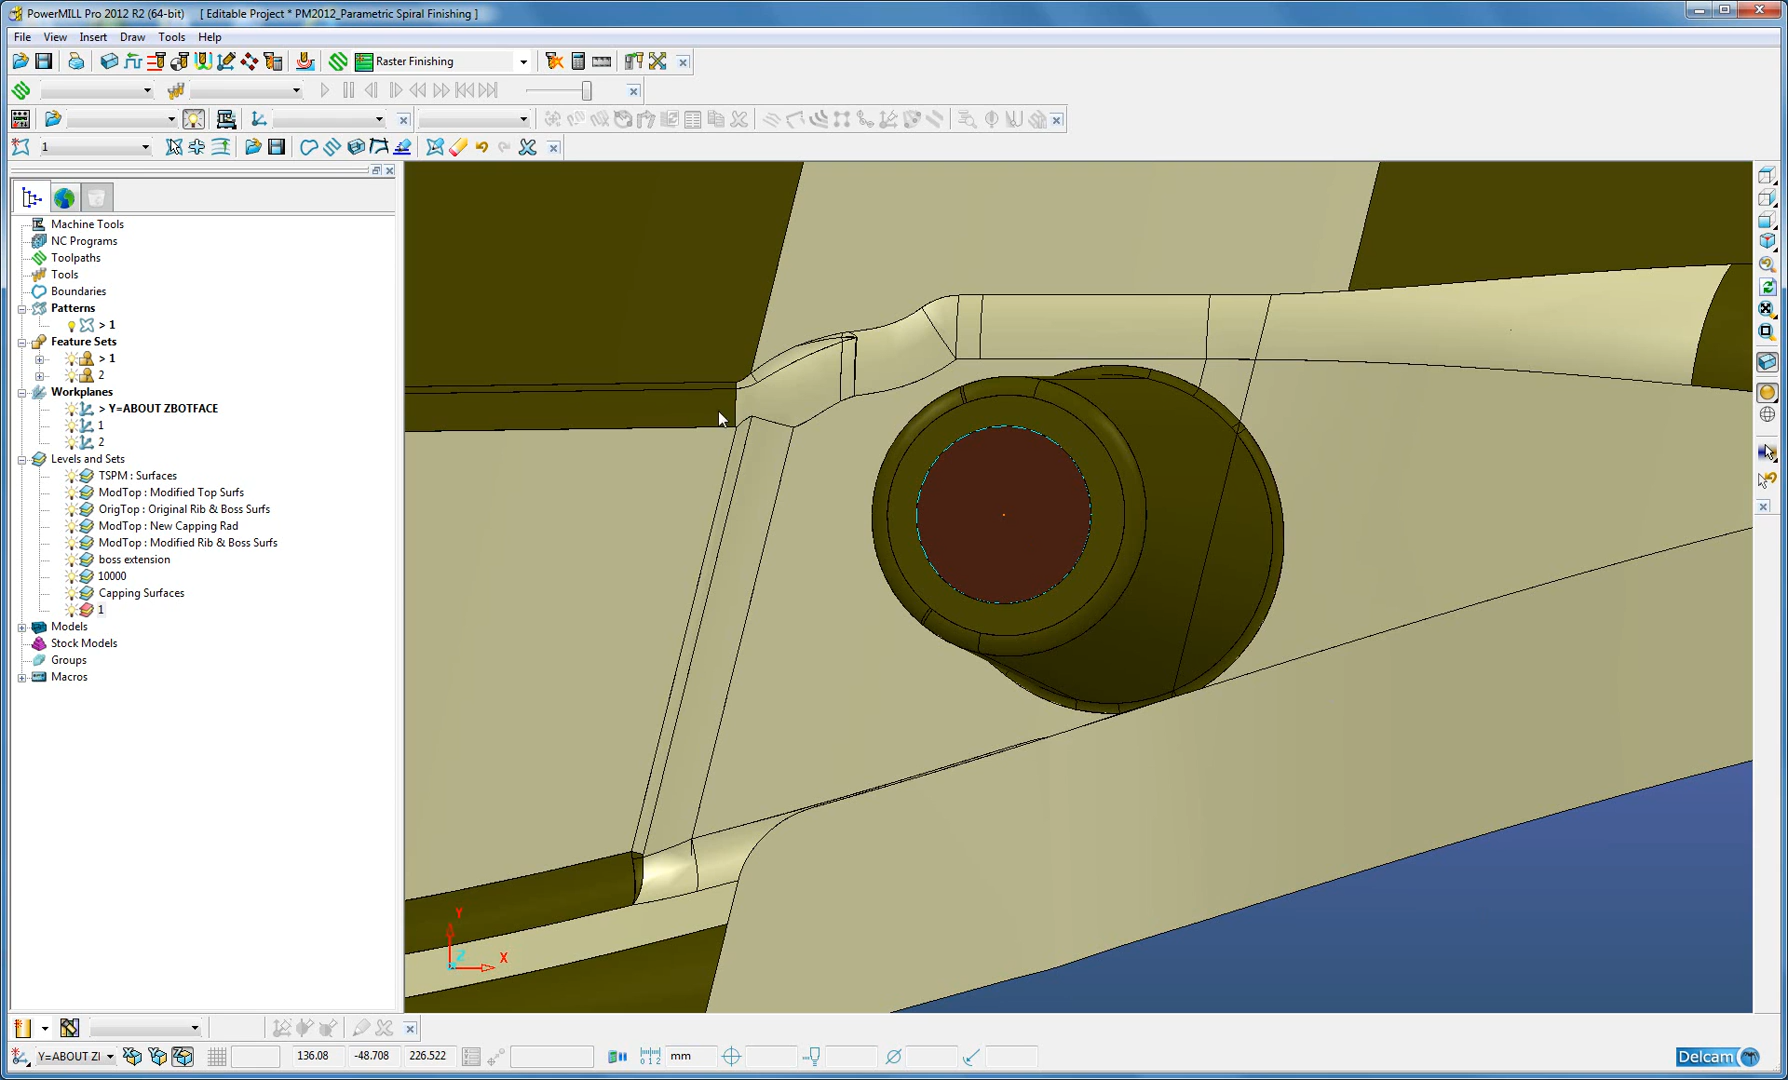 PowerMILL Pro 2012 R2 (64-bit) [ Editable Project * PM2012_Parametric Spiral Finishing ]
File View Insert Draw Tools Help
Raster Finishing
1
Machine Tools
NC Programs
Toolpaths
Tools
Boundaries
Patterns
> 1
Feature Sets
> 1
2
Workplanes
> Y=ABOUT ZBOTFACE
1
2
Levels and Sets
TSPM : Surfaces
ModTop : Modified Top Surfs
OrigTop : Original Rib & Boss Surfs
ModTop : New Capping Rad
ModTop : Modified Rib & Boss Surfs
boss extension
10000
Capping Surfaces
1
Models
Stock Models
Groups
Macros
Y
Z
X
Y=ABOUT ZI 136.08 -48.708 226.522 mm Delcam